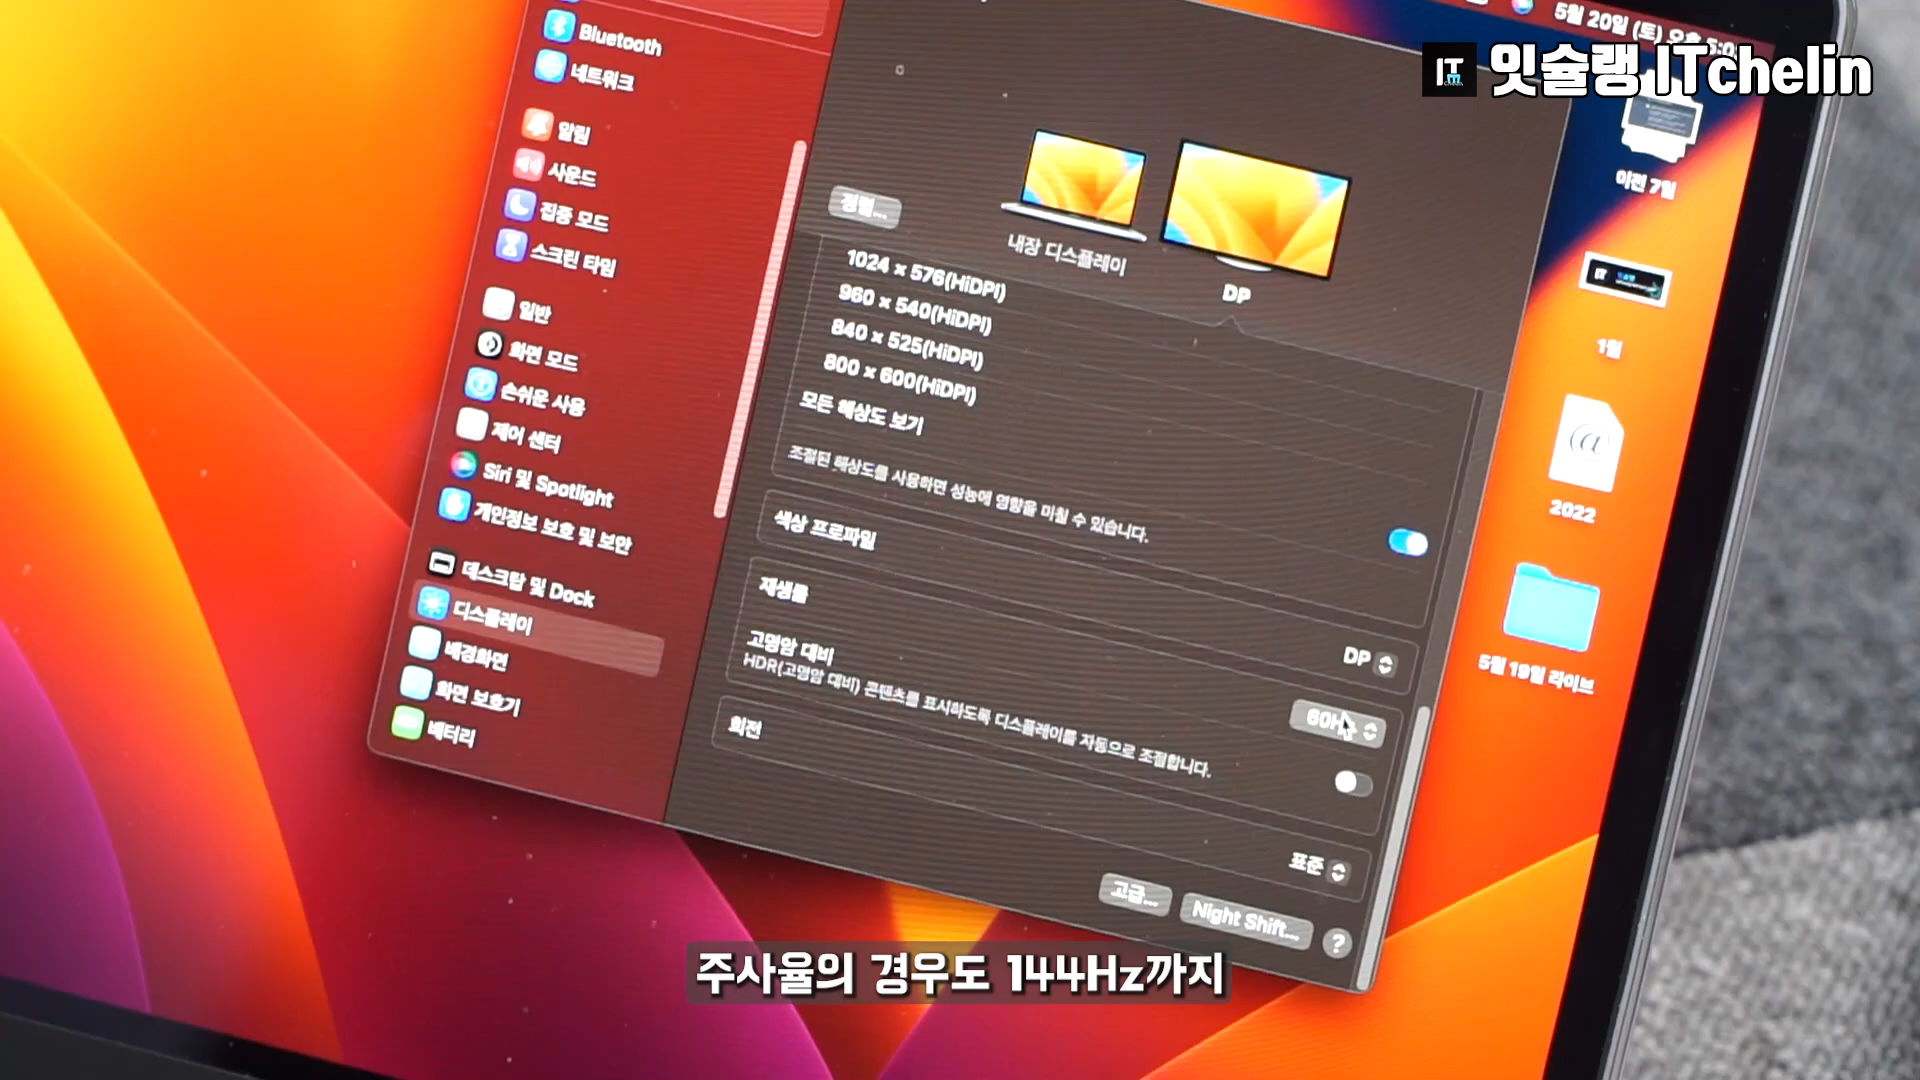 5월 20일 (토) 오후 5:0
잇슐랭 ITchelin
Bluetooth
네트워크
알림
사운드
집중 모드
스크린 타임
일반
화면 모드
손쉬운 사용
제어 센터
Siri 및 Spotlight
개인정보 보호 및 보안
데스크탑 및 Dock
디스플레이
배경화면
화면 보호기
배터리
정렬...
내장 디스플레이
DP
1024 × 576(HiDPI)
960 × 540(HiDPI)
840 × 525(HiDPI)
800 × 600(HiDPI)
모든 해상도 보기
조절된 해상도를 사용하면 성능에 영향을 미칠 수 있습니다.
색상 프로파일
DP
재생률
60Hz
고명암 대비
HDR(고명암 대비) 콘텐츠를 표시하도록 디스플레이를 자동으로 조절합니다.
회전
표준
고급...
Night Shift...
?
이전 7일
1월
2022
5월 19일 라이브
주사율의 경우도 144Hz까지